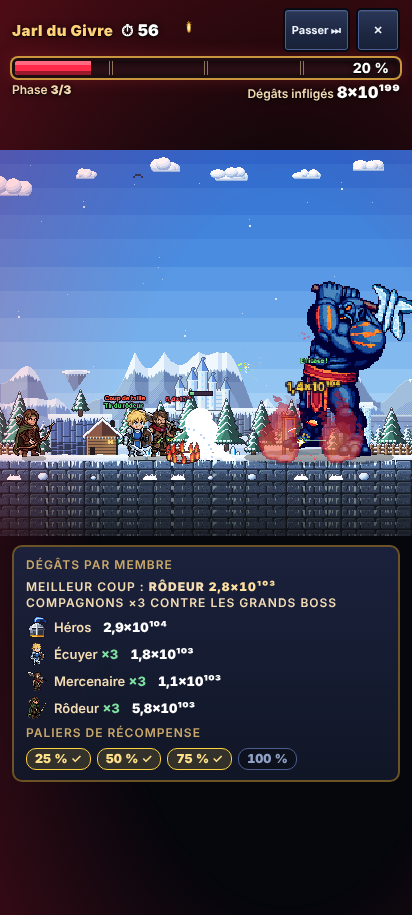 Jarl du Givre ⏱ 56
Passer ⏭
✕
20 %
Phase 3/3
Dégâts infligés 8×10¹⁹⁹
Coup de taille
1,4×10¹⁰⁴
DÉGÂTS PAR MEMBRE
MEILLEUR COUP : RÔDEUR 2,8×10¹⁰³
COMPAGNONS ×3 CONTRE LES GRANDS BOSS
Héros 2,9×10¹⁰⁴
Écuyer ×3 1,8×10¹⁰³
Mercenaire ×3 1,1×10¹⁰³
Rôdeur ×3 5,8×10¹⁰³
PALIERS DE RÉCOMPENSE
25 % ✓ 50 % ✓ 75 % ✓ 100 %